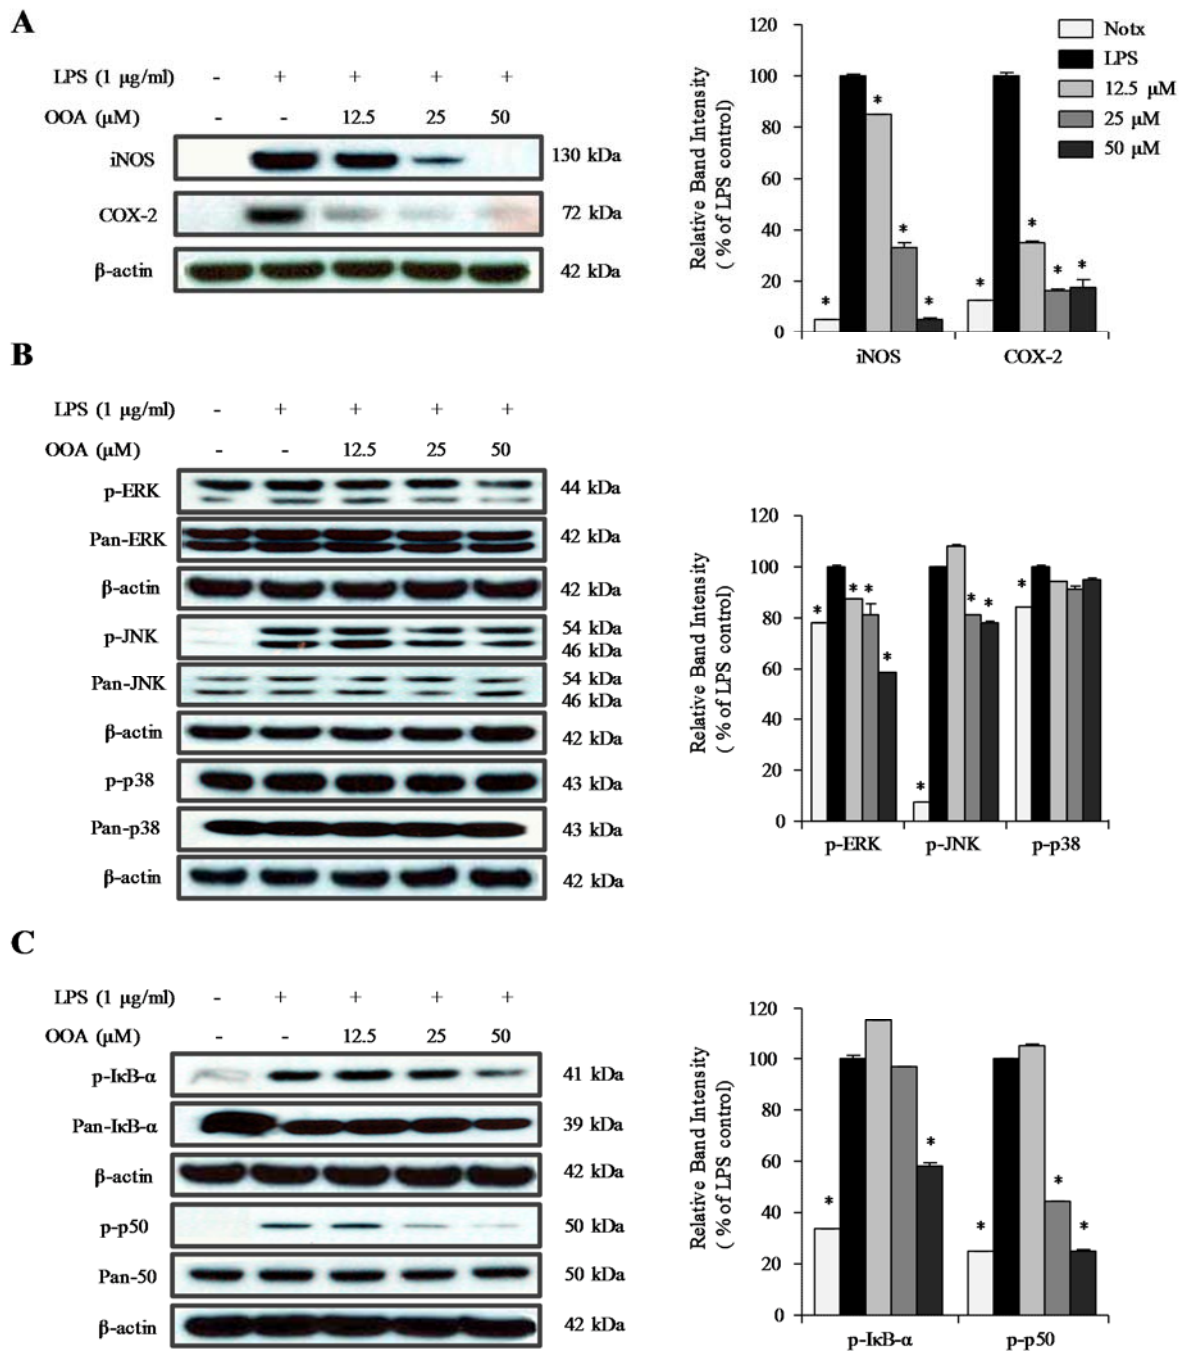 A
LPS (1 μg/ml) - + + + +
OOA (μM) - - 12.5 25 50
iNOS 130 kDa
COX-2 72 kDa
β-actin 42 kDa
Relative Band Intensity
( % of LPS control)
120
100
80
60
40
20
0
* * * *
* * * *
iNOS COX-2
Notx
LPS
12.5 μM
25 μM
50 μM
B
LPS (1 μg/ml) - + + + +
OOA (μM) - - 12.5 25 50
p-ERK 44 kDa
Pan-ERK 42 kDa
β-actin 42 kDa
p-JNK 54 kDa
46 kDa
Pan-JNK 54 kDa
46 kDa
β-actin 42 kDa
p-p38 43 kDa
Pan-p38 43 kDa
β-actin 42 kDa
Relative Band Intensity
( % of LPS control)
120
100
80
60
40
20
0
* * * *
* * *
*
p-ERK p-JNK p-p38
C
LPS (1 μg/ml) - + + + +
OOA (μM) - - 12.5 25 50
p-IκB-α 41 kDa
Pan-IκB-α 39 kDa
β-actin 42 kDa
p-p50 50 kDa
Pan-50 50 kDa
β-actin 42 kDa
Relative Band Intensity
( % of LPS control)
120
100
80
60
40
20
0
* *
* * *
p-IκB-α p-p50